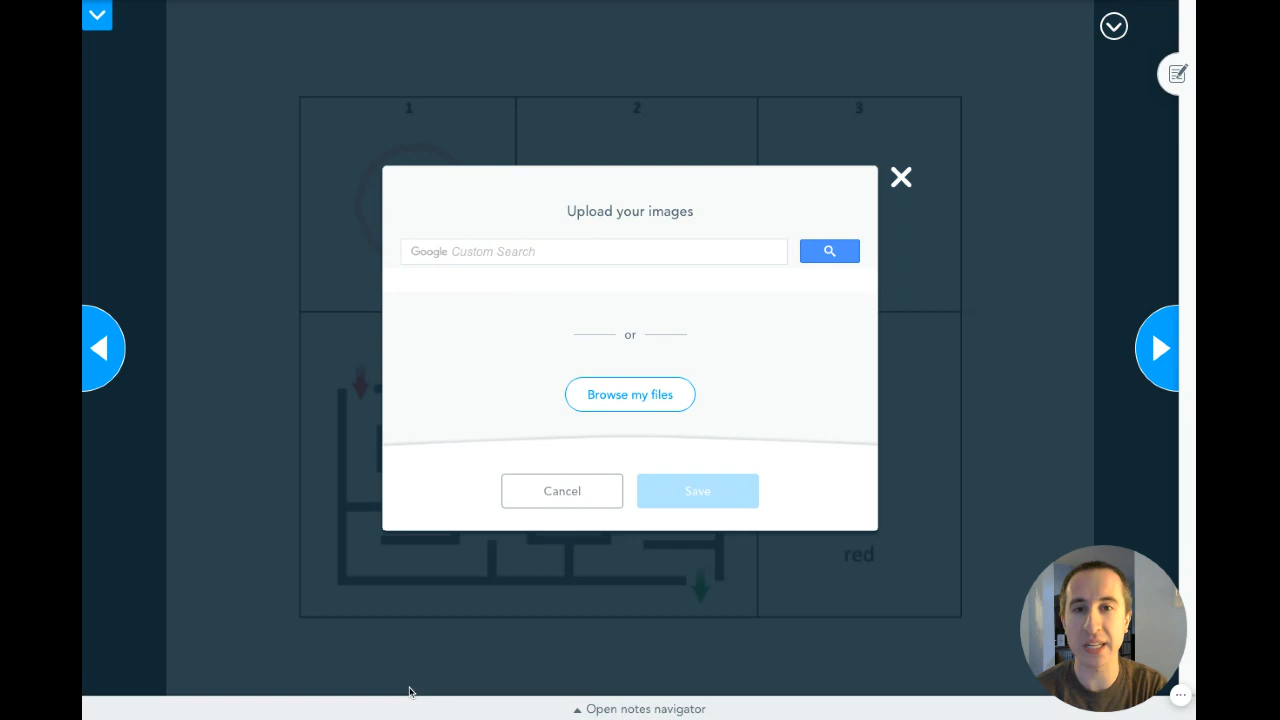 1 2 3
Upload your images
Google Custom Search
or
Browse my files
Cancel Save
red
Open notes navigator